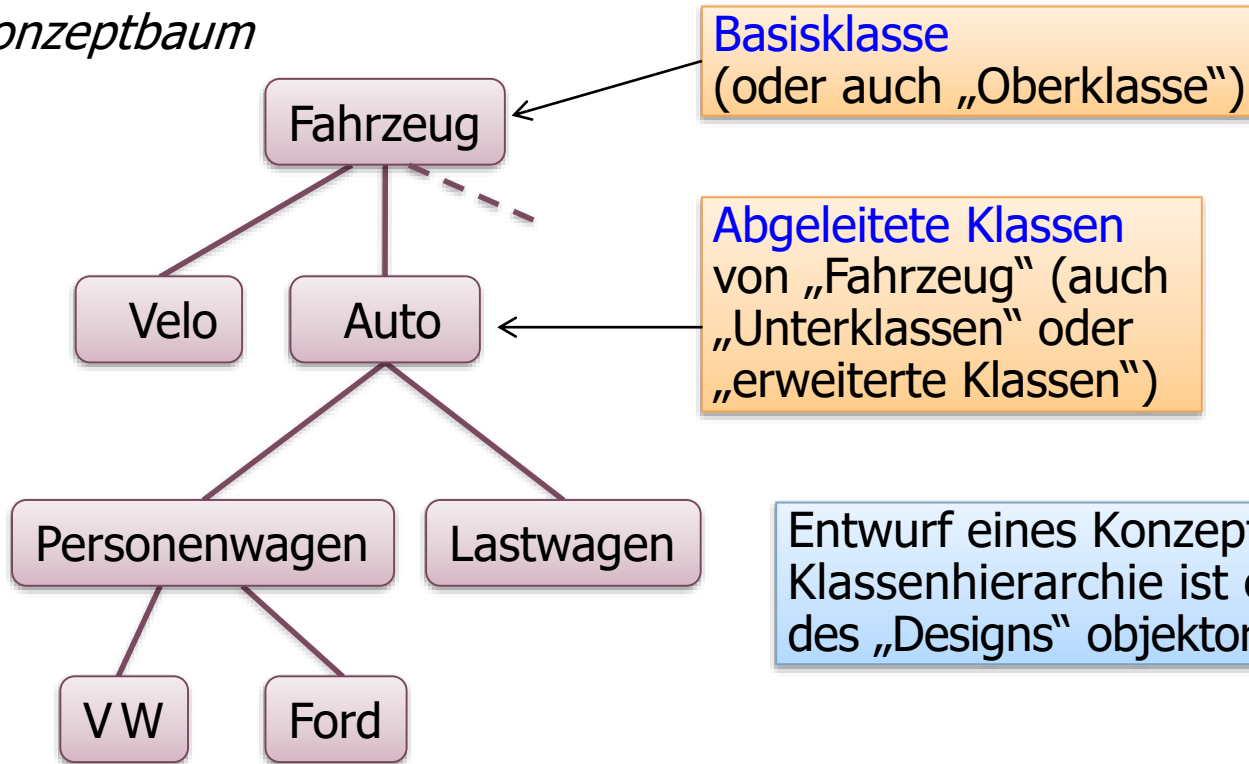 onzeptbaum
Basisklasse
(oder auch „Oberklasse“)
Fahrzeug
Abgeleitete Klassen
von „Fahrzeug“ (auch
„Unterklassen“ oder
„erweiterte Klassen“)
Velo
Auto
Personenwagen
Lastwagen
Entwurf eines Konzept
Klassenhierarchie ist
des „Designs“ objektor
V W
Ford